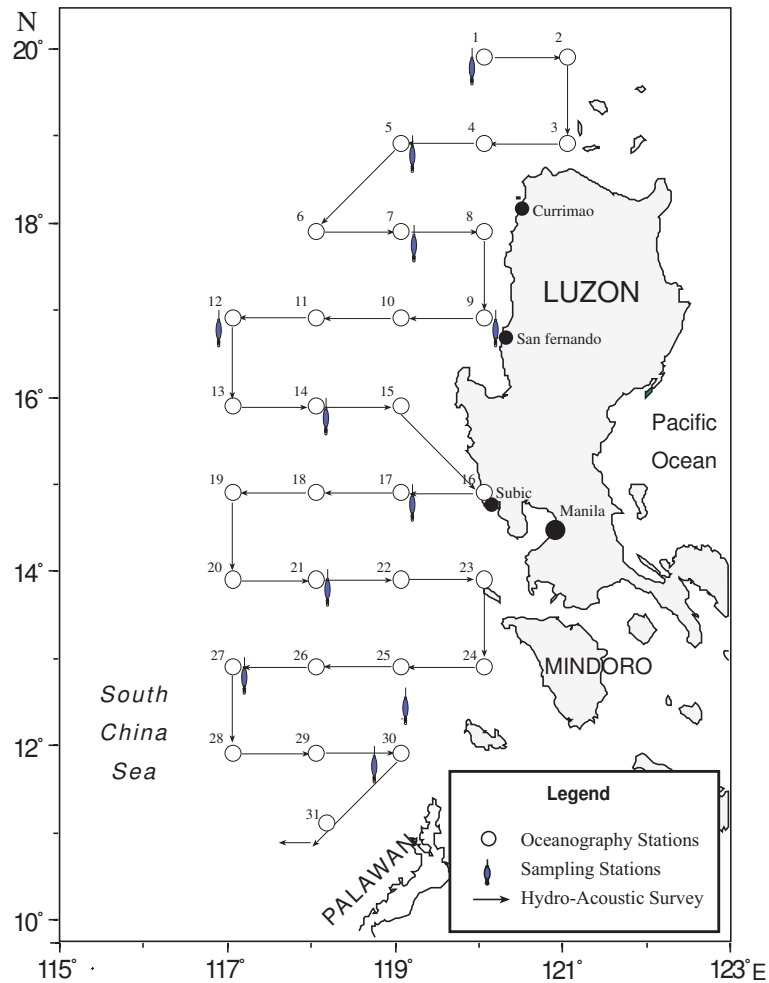 N
20°
1 2
5 4 3
18°
6 7 8
Currimao
LUZON
12 11 10 9
San fernando
16°
13 14 15
Pacific
Ocean
19 18 17 16
Subic
Manila
14°
20 21 22 23
27 26 25 24
MINDORO
South
China
Sea
12°
28 29 30
31
PALAWAN
Legend
Oceanography Stations
Sampling Stations
Hydro-Acoustic Survey
10°
115° 117° 119° 121° 123° E